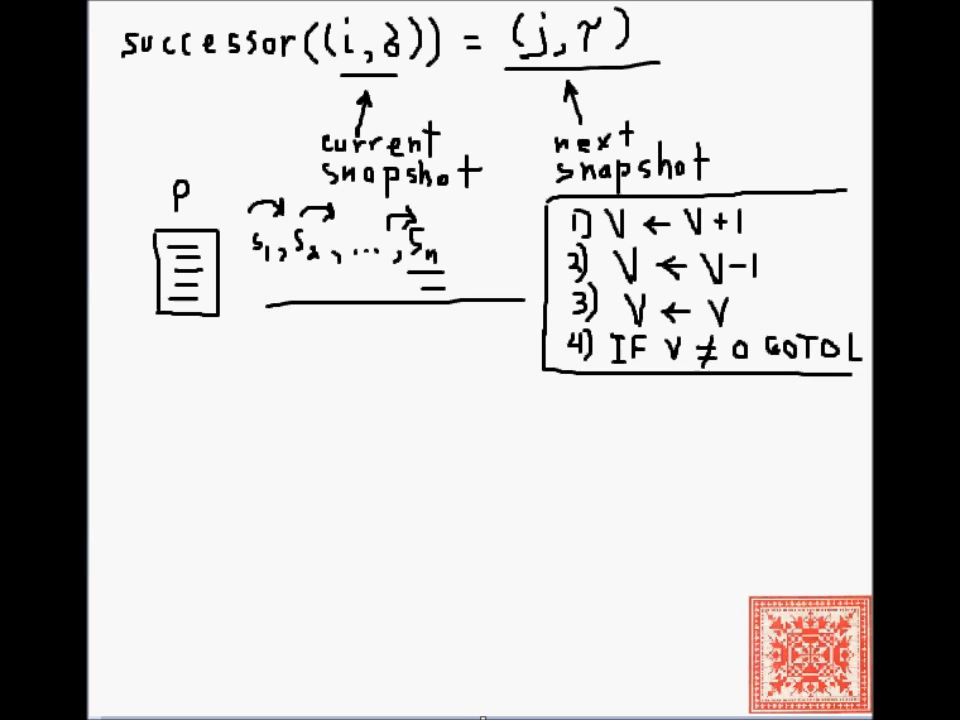 successor((i, δ)) = (j, τ)
current snapshot
next snapshot
P
s₁, s₂, ..., sₙ
1) V ← V+1
2) V ← V-1
3) V ← V
4) IF V ≠ 0 GOTO L